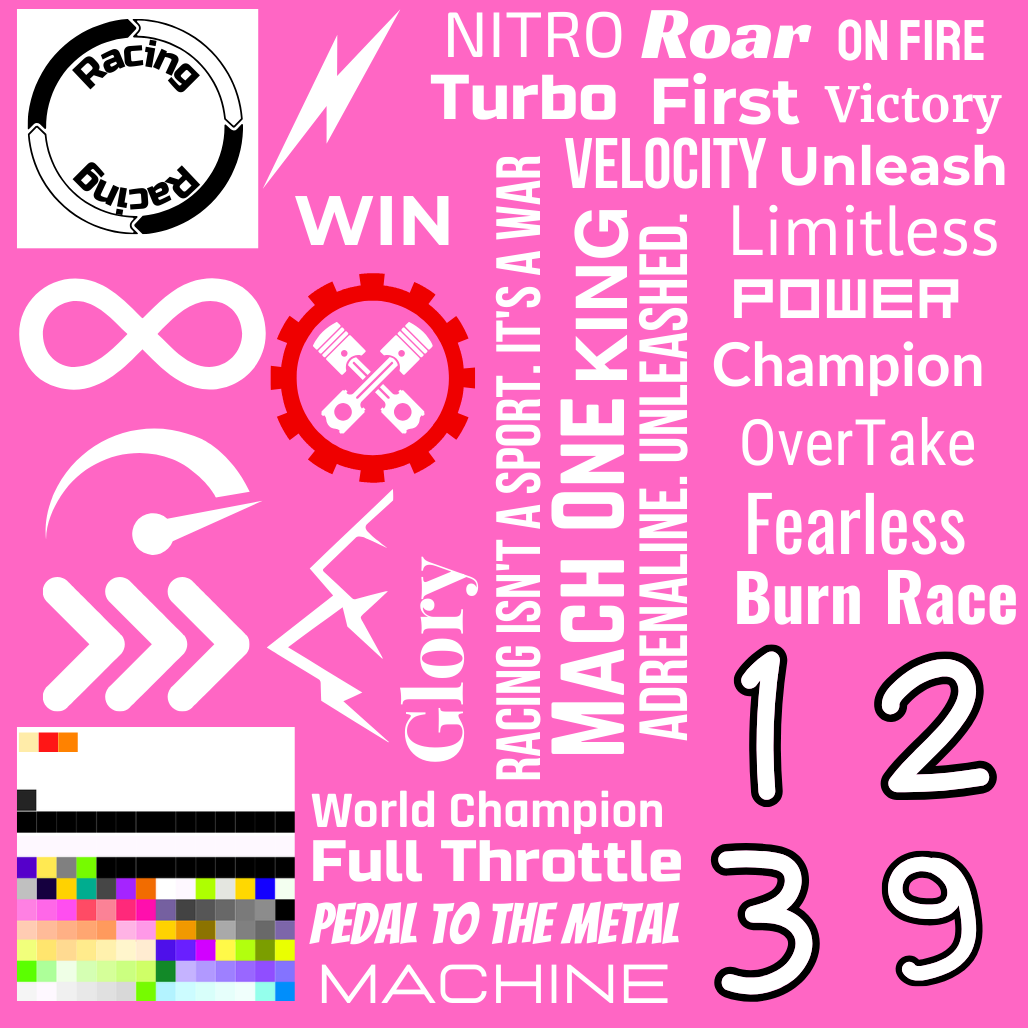 Racing
Racing
NITRO
Roar
ON FIRE
Turbo
First
Victory
VELOCITY
Unleash
WIN
Limitless
POWER
Champion
OverTake
Fearless
Burn Race
RACING ISN'T A SPORT. IT'S A WAR
MACH ONE KING
ADRENALINE. UNLEASHED.
Glory
World Champion
Full Throttle
PEDAL TO THE METAL
MACHINE
1
2
3
9